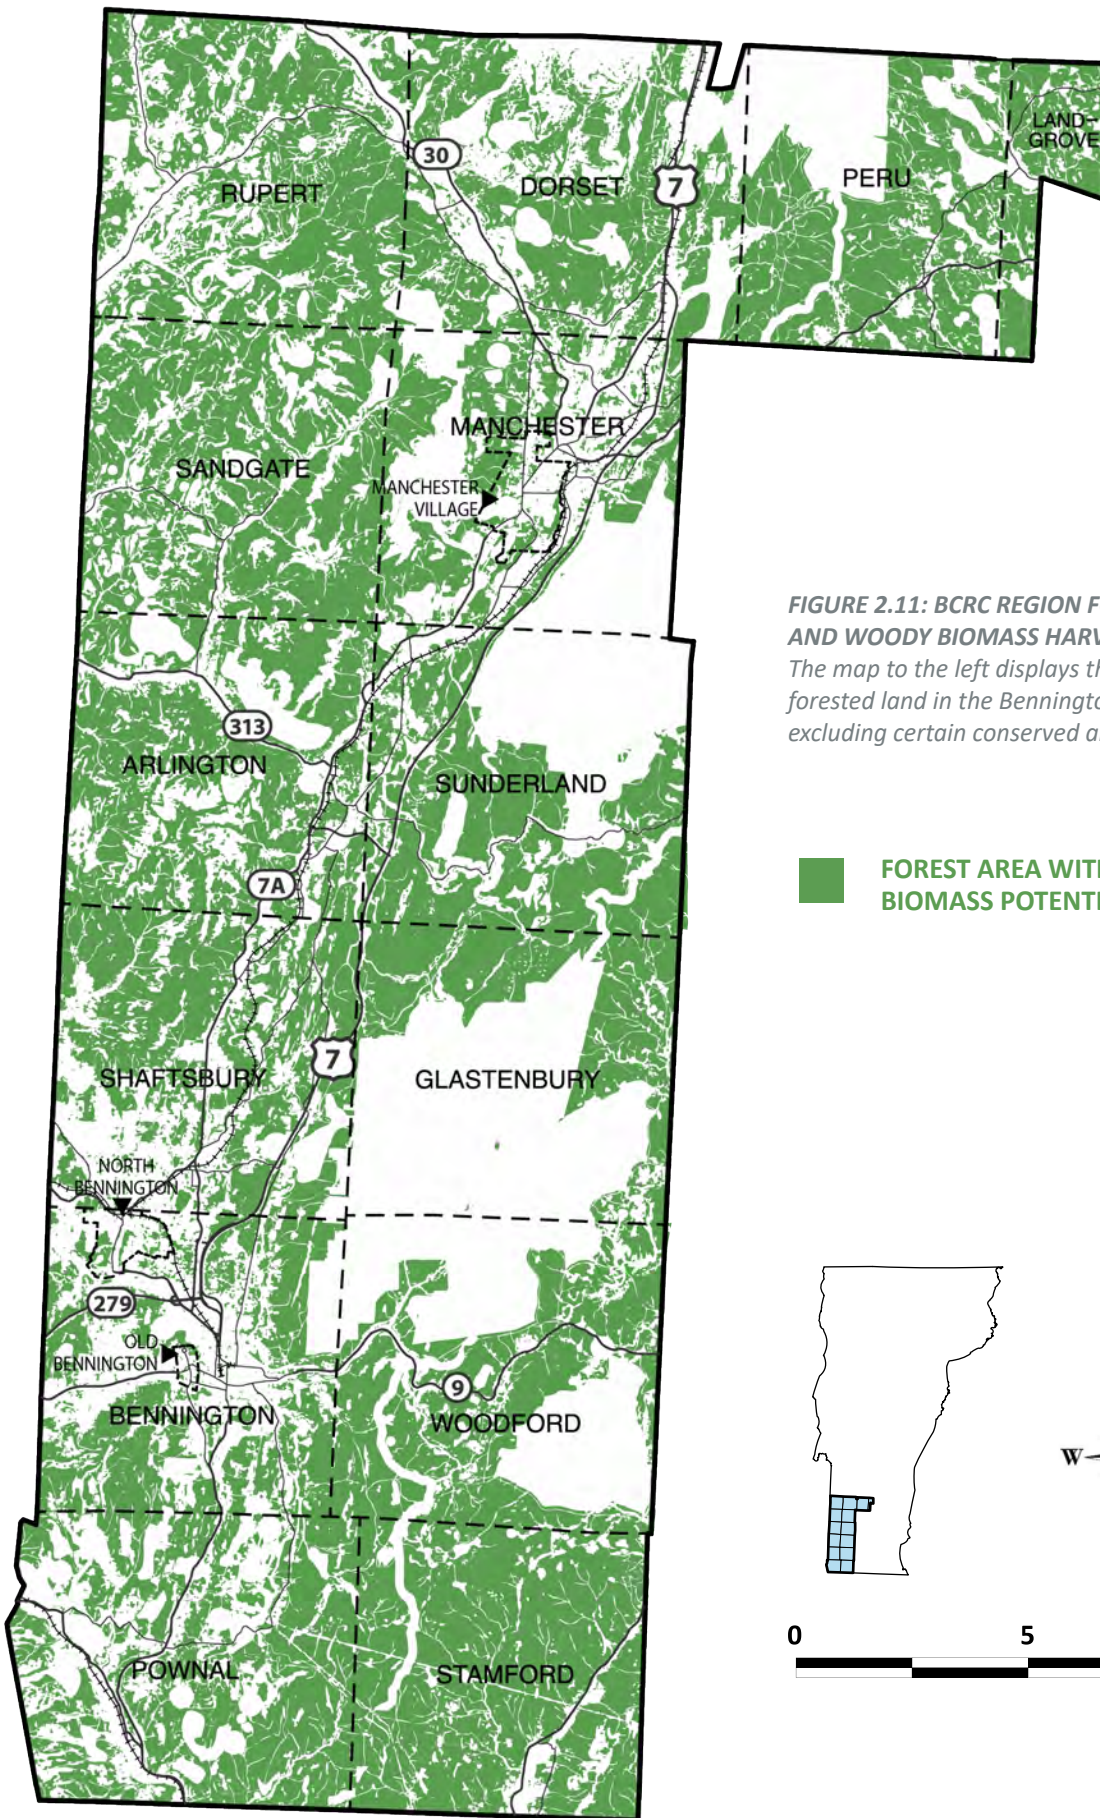 LAND-
GROVE
30
RUPERT
DORSET
7
PERU
MANCHESTER
SANDGATE
MANCHESTER
VILLAGE
FIGURE 2.11: BCRC REGION F
AND WOODY BIOMASS HARV
The map to the left displays th
forested land in the Benningto
excluding certain conserved a
313
ARLINGTON
SUNDERLAND
FOREST AREA WITH
BIOMASS POTENTI
7A
7
SHAFTSBURY
GLASTENBURY
NORTH
BENNINGTON
279
OLD
BENNINGTON
9
BENNINGTON
WOODFORD
W
0 5
POWNAL
STAMFORD